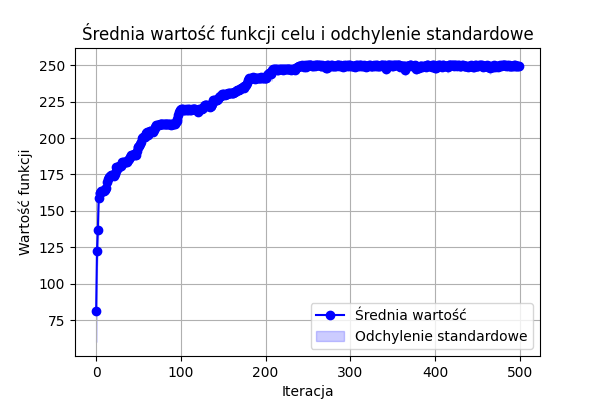 Średnia wartość funkcji celu i odchylenie standardowe
Wartość funkcji
250
225
200
175
150
125
100
75
0 100 200 300 400 500
Iteracja
Średnia wartość
Odchylenie standardowe